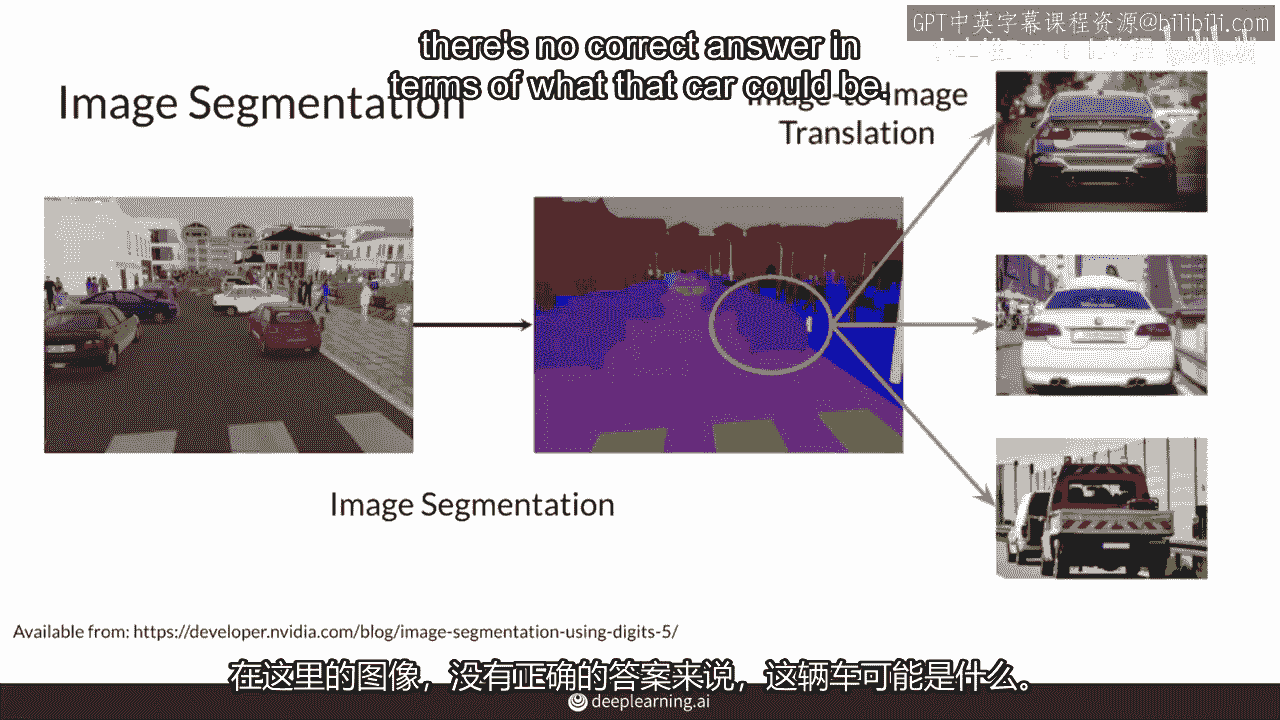 GPT中英字幕课程资源@bilibili.com
there's no correct answer in
terms of what that car could be.
Image Segmentation
Image-to-Image
Translation
Image Segmentation
Available from: https://developer.nvidia.com/blog/image-segmentation-using-digits-5/
在这里的图像，没有正确的答案来说，这辆车可能是什么。
deeplearning.ai